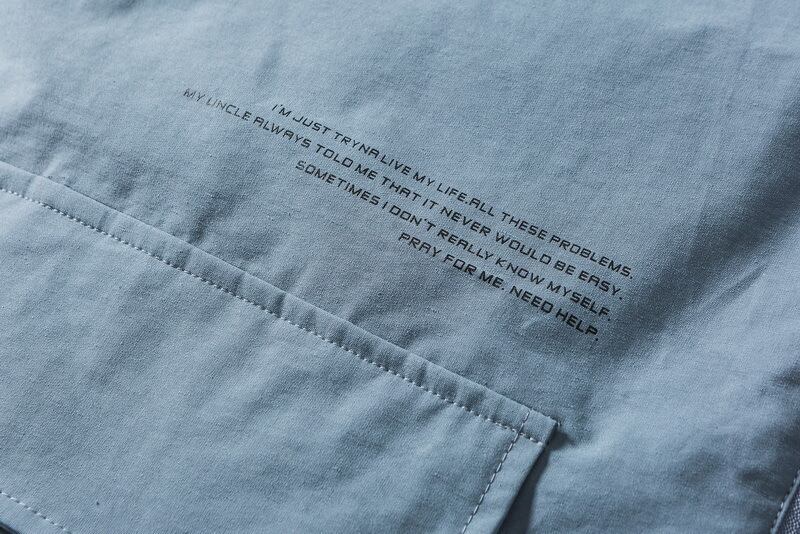 I'M JUST TRYNA LIVE MY LIFE.ALL THESE PROBLEMS.
MY UNCLE ALWAYS TOLD ME THAT IT NEVER WOULD BE EASY.
SOMETIMES I DON'T REALLY KNOW MYSELF.
PRAY FOR ME. NEED HELP.